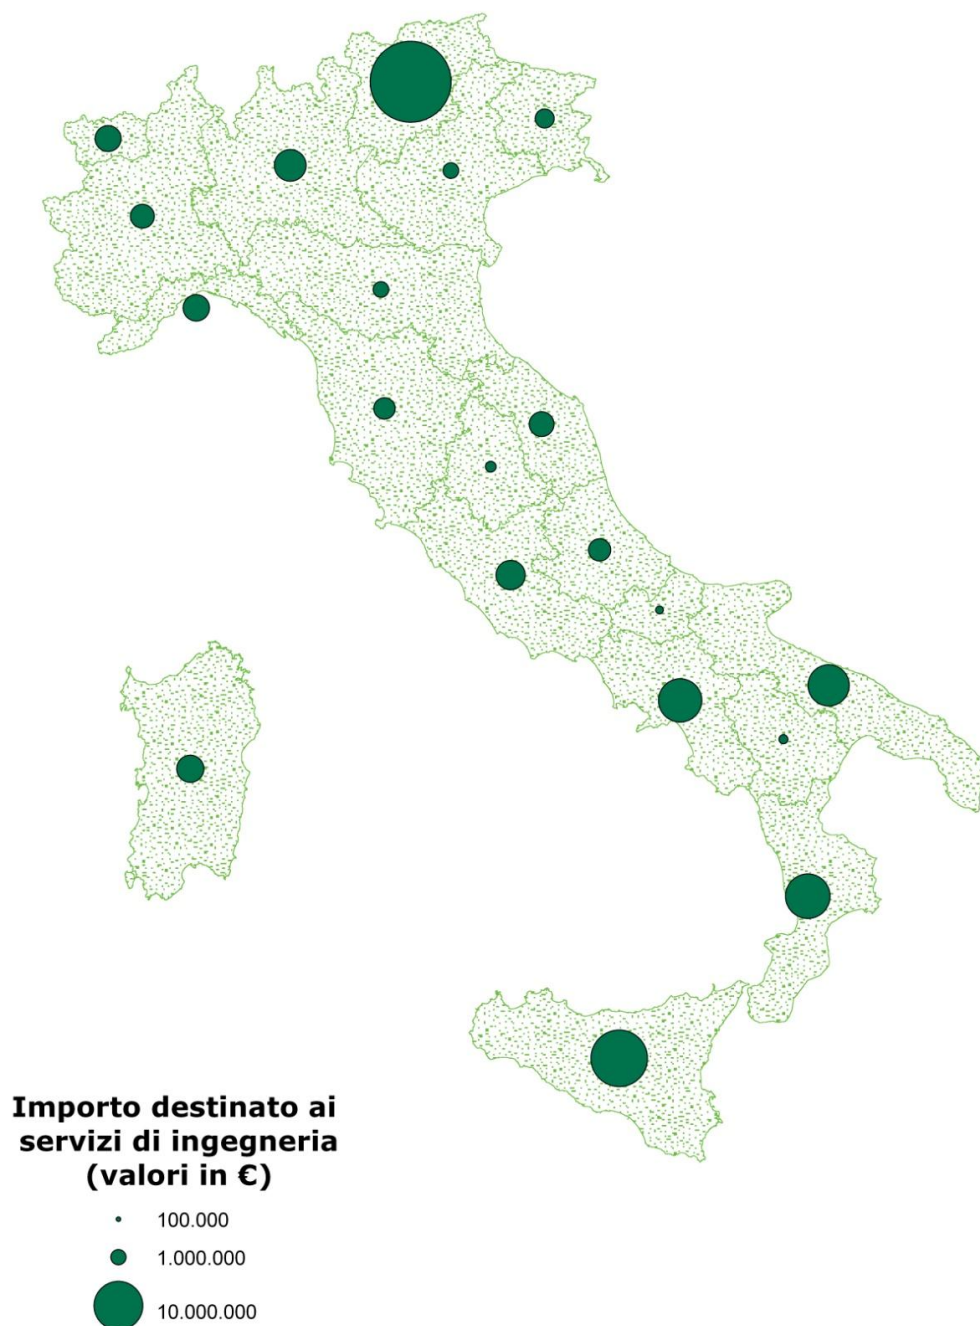 Importo destinato ai
servizi di ingegneria
(valori in €)
100.000
1.000.000
10.000.000